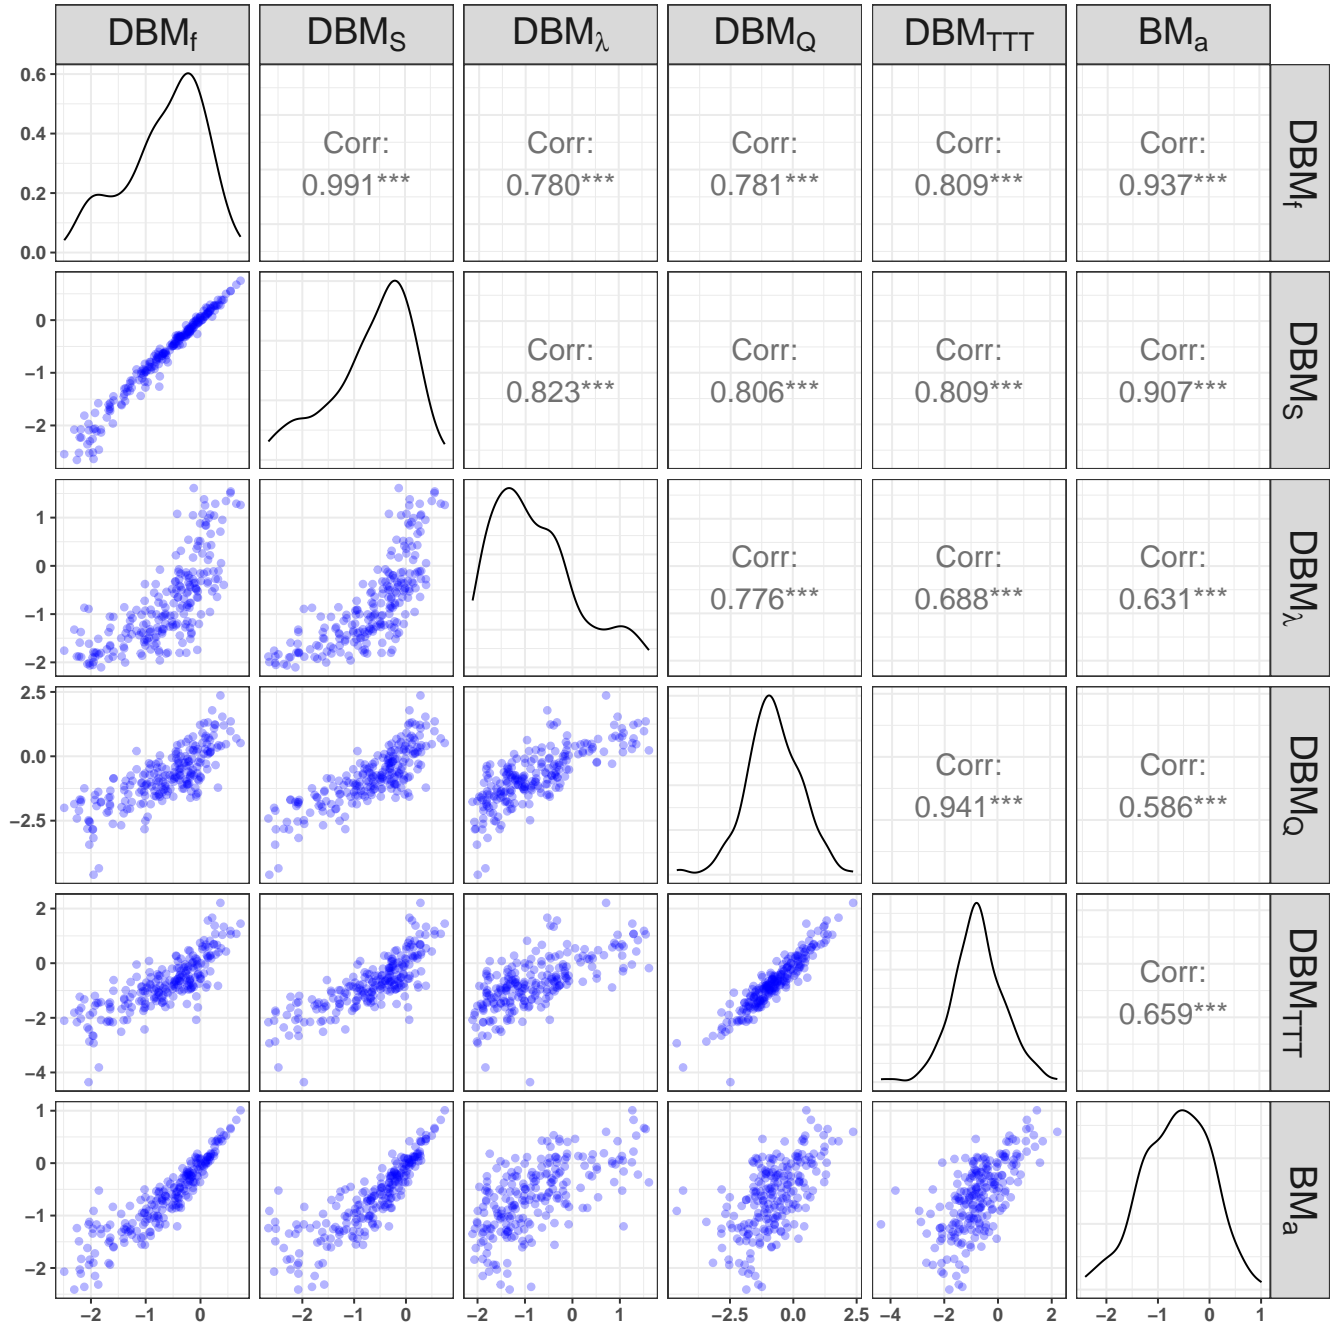 DBMf DBMS DBMλ DBMQ DBMTTT BMa
0.6
0.4
0.2
0.0
Corr: Corr: Corr: Corr: Corr:
0.991*** 0.780*** 0.781*** 0.809*** 0.937***
DBMf
0
−1
−2
Corr: Corr: Corr: Corr:
0.823*** 0.806*** 0.809*** 0.907***
DBMS
1
0
−1
−2
Corr: Corr: Corr:
0.776*** 0.688*** 0.631***
DBMλ
2.5
0.0
−2.5
Corr: Corr:
0.941*** 0.586***
DBMQ
2
0
−2
−4
Corr:
0.659***
DBMTTT
1
0
−1
−2
BMa
−2 −1 0 −2 −1 0 −2 −1 0 1 −2.5 0.0 2.5 −4 −2 0 2 −2 −1 0 1